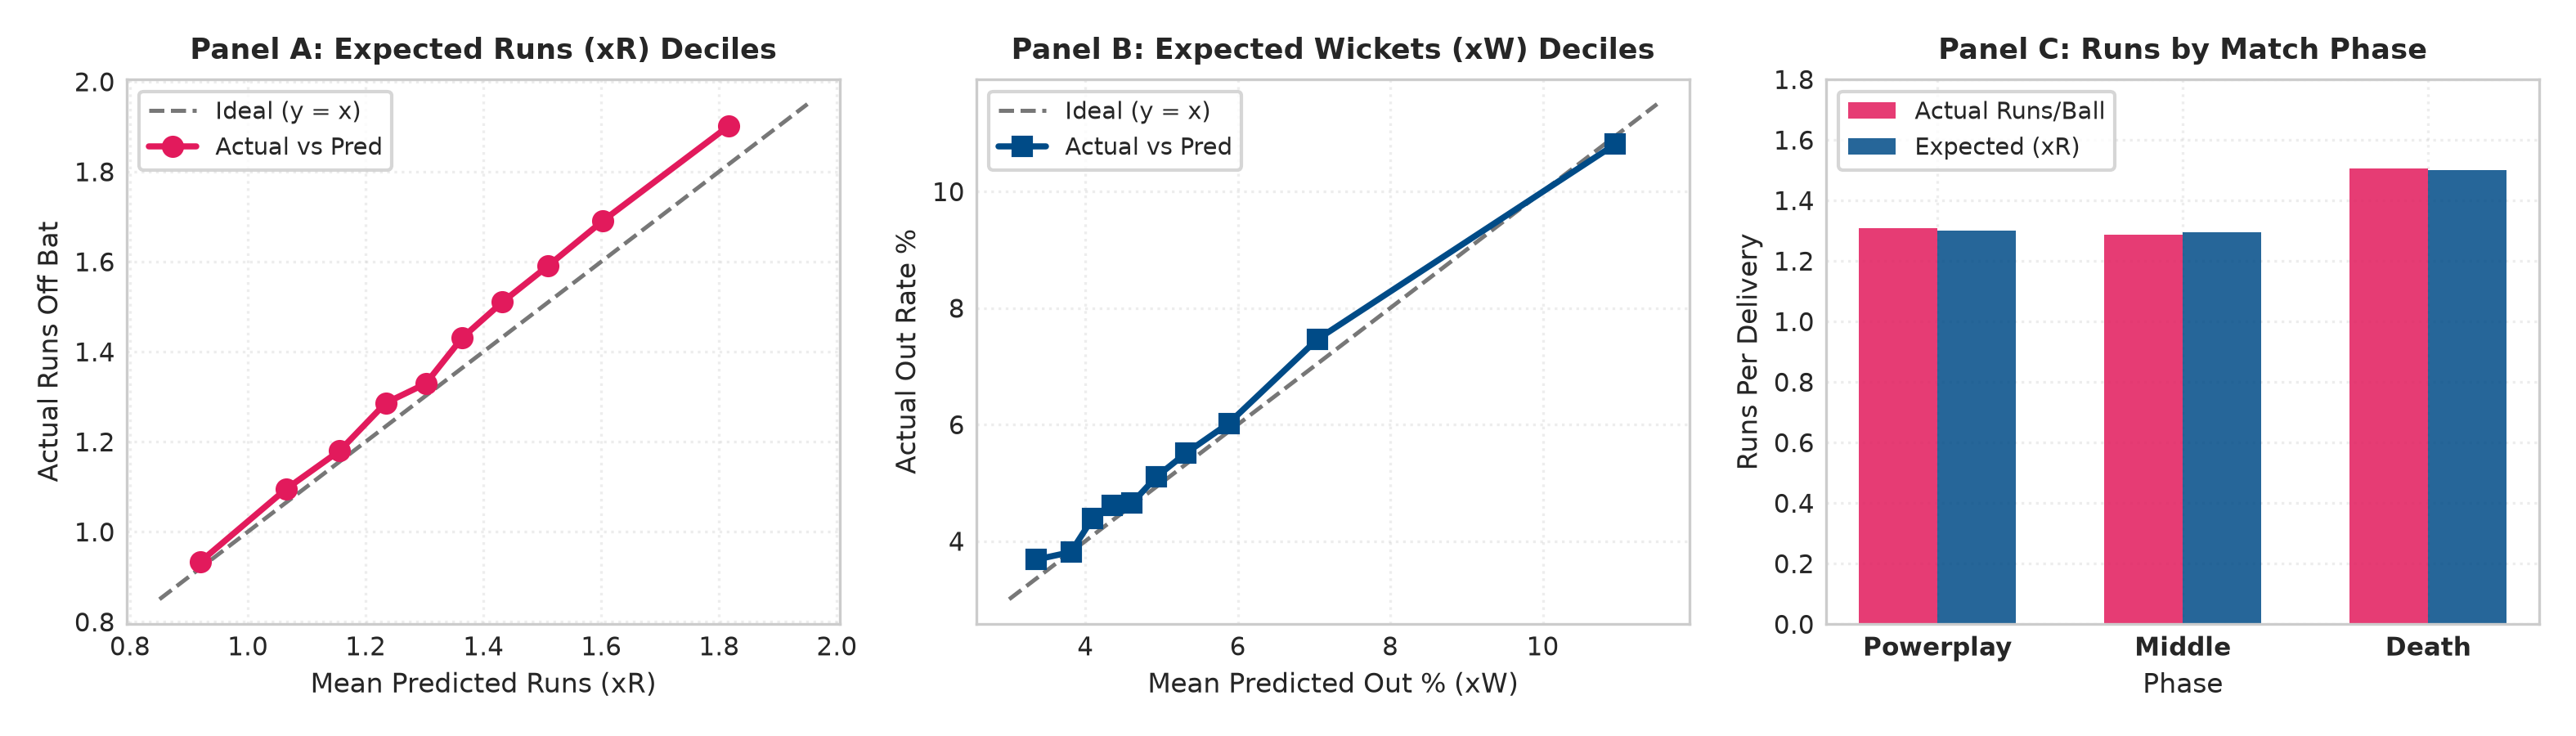 Panel A: Expected Runs (xR) Deciles
Ideal (y = x)
Actual vs Pred
Actual Runs Off Bat
2.0
1.8
1.6
1.4
1.2
1.0
0.8
0.8 1.0 1.2 1.4 1.6 1.8 2.0
Mean Predicted Runs (xR)
Panel B: Expected Wickets (xW) Deciles
Ideal (y = x)
Actual vs Pred
Actual Out Rate %
10
8
6
4
4 6 8 10
Mean Predicted Out % (xW)
Panel C: Runs by Match Phase
Actual Runs/Ball
Expected (xR)
Runs Per Delivery
1.8
1.6
1.4
1.2
1.0
0.8
0.6
0.4
0.2
0.0
Powerplay Middle Death
Phase